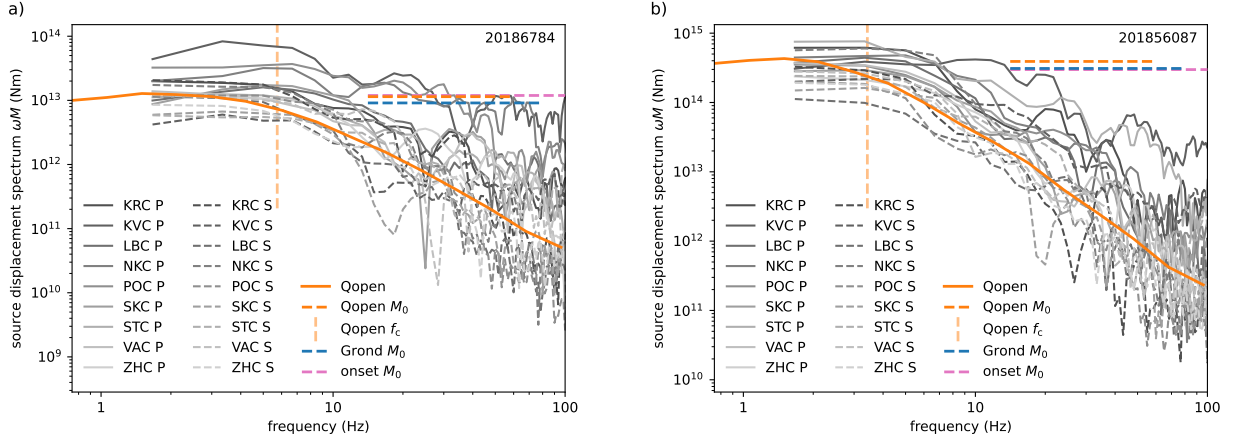 a)
20186784
source displacement spectrum ωM (Nm)
10¹⁴
10¹³
10¹²
10¹¹
10¹⁰
10⁹
KRC P
KVC P
LBC P
NKC P
POC P
SKC P
STC P
VAC P
ZHC P
KRC S
KVC S
LBC S
NKC S
POC S
SKC S
STC S
VAC S
ZHC S
Qopen
Qopen M₀
Qopen f_c
Grond M₀
onset M₀
1 10 100
frequency (Hz)
b)
201856087
source displacement spectrum ωM (Nm)
10¹⁵
10¹⁴
10¹³
10¹²
10¹¹
10¹⁰
KRC P
KVC P
LBC P
NKC P
POC P
SKC P
STC P
VAC P
ZHC P
KRC S
KVC S
LBC S
NKC S
POC S
SKC S
STC S
VAC S
ZHC S
Qopen
Qopen M₀
Qopen f_c
Grond M₀
onset M₀
1 10 100
frequency (Hz)